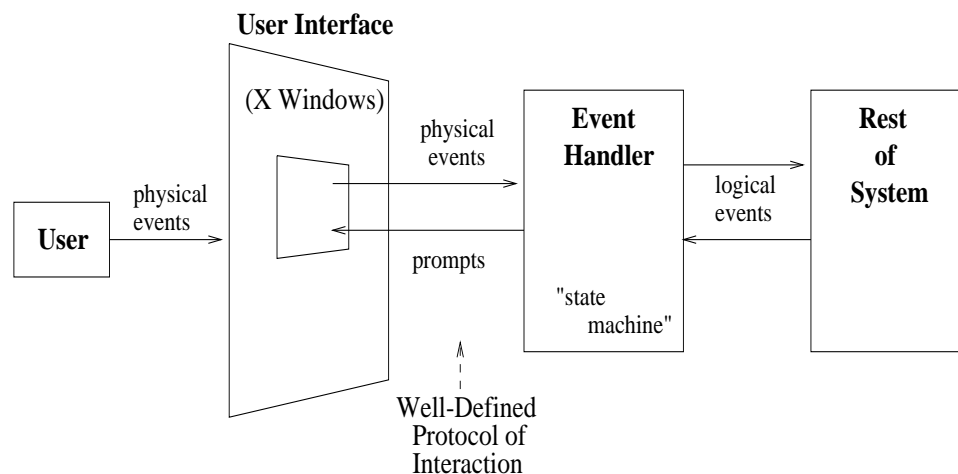 User Interface
(X Windows)
User
physical
events
physical
events
prompts
Event
Handler
"state
machine"
logical
events
Rest
of
System
Well-Defined
Protocol of
Interaction